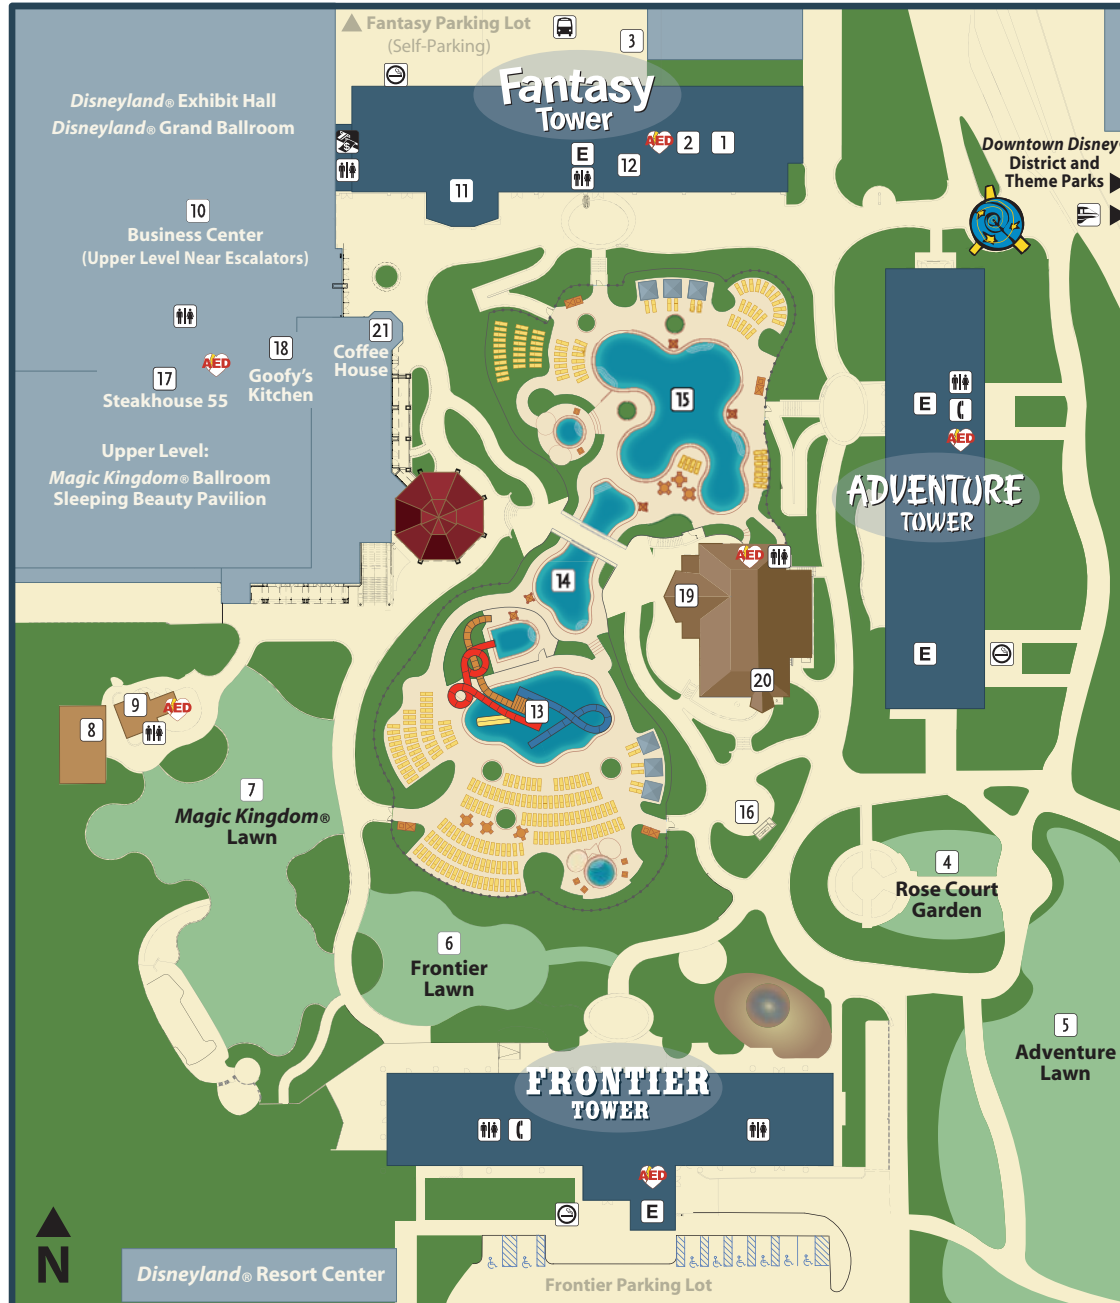 Fantasy Parking Lot
(Self-Parking)
3
Fantasy
Tower
Disneyland® Exhibit Hall
Disneyland® Grand Ballroom
AED
2
1
E
12
11
Downtown Disney
District and
Theme Parks
10
Business Center
(Upper Level Near Escalators)
21
Coffee
House
18
Goofy's
Kitchen
AED
17
Steakhouse 55
Upper Level:
Magic Kingdom® Ballroom
Sleeping Beauty Pavilion
15
E
AED
ADVENTURE
TOWER
14
AED
19
20
E
13
9
AED
8
7
Magic Kingdom®
Lawn
16
4
Rose Court
Garden
6
Frontier
Lawn
5
Adventure
Lawn
FRONTIER
TOWER
AED
E
N
Disneyland® Resort Center
Frontier Parking Lot